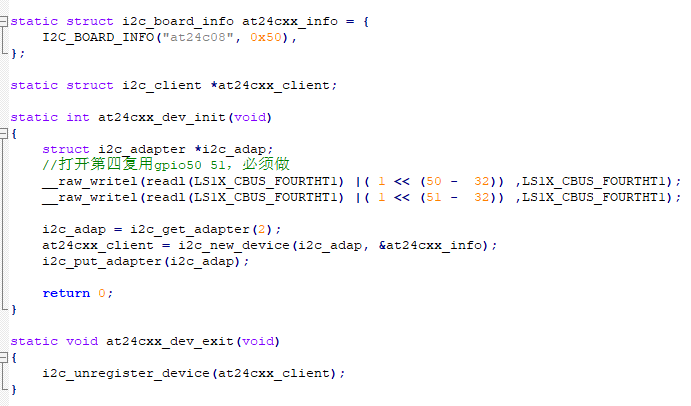 static struct i2c_board_info at24cxx_info = {
    I2C_BOARD_INFO("at24c08", 0x50),
};

static struct i2c_client *at24cxx_client;

static int at24cxx_dev_init(void)
{
    struct i2c_adapter *i2c_adap;
    //打开第四复用gpio50 51，必须做
    __raw_writel(readl(LS1X_CBUS_FOURTHT1) |( 1 << (50 -  32)) ,LS1X_CBUS_FOURTHT1);
    __raw_writel(readl(LS1X_CBUS_FOURTHT1) |( 1 << (51 -  32)) ,LS1X_CBUS_FOURTHT1);

    i2c_adap = i2c_get_adapter(2);
    at24cxx_client = i2c_new_device(i2c_adap, &at24cxx_info);
    i2c_put_adapter(i2c_adap);

    return 0;
}

static void at24cxx_dev_exit(void)
{
    i2c_unregister_device(at24cxx_client);
}